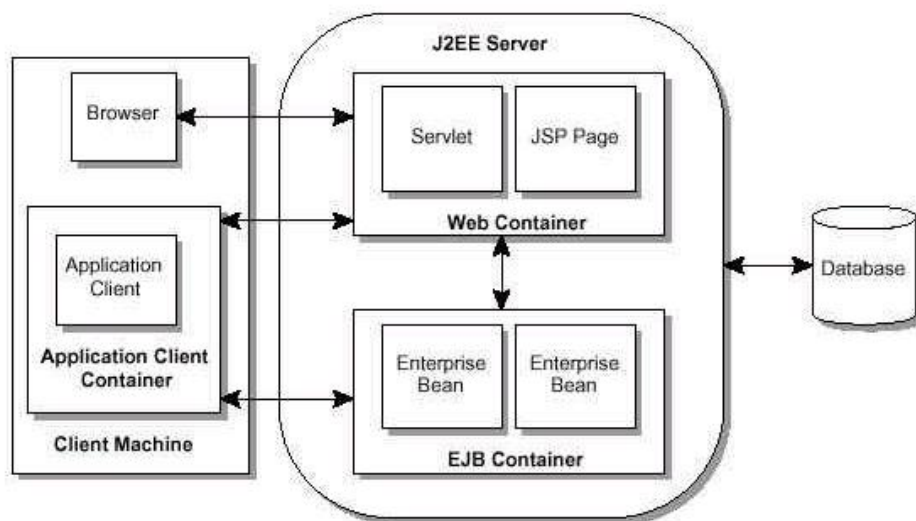 J2EE Server
Browser
Servlet
JSP Page
Web Container
Application
Client
Application Client
Container
Client Machine
Enterprise
Bean
Enterprise
Bean
EJB Container
Database